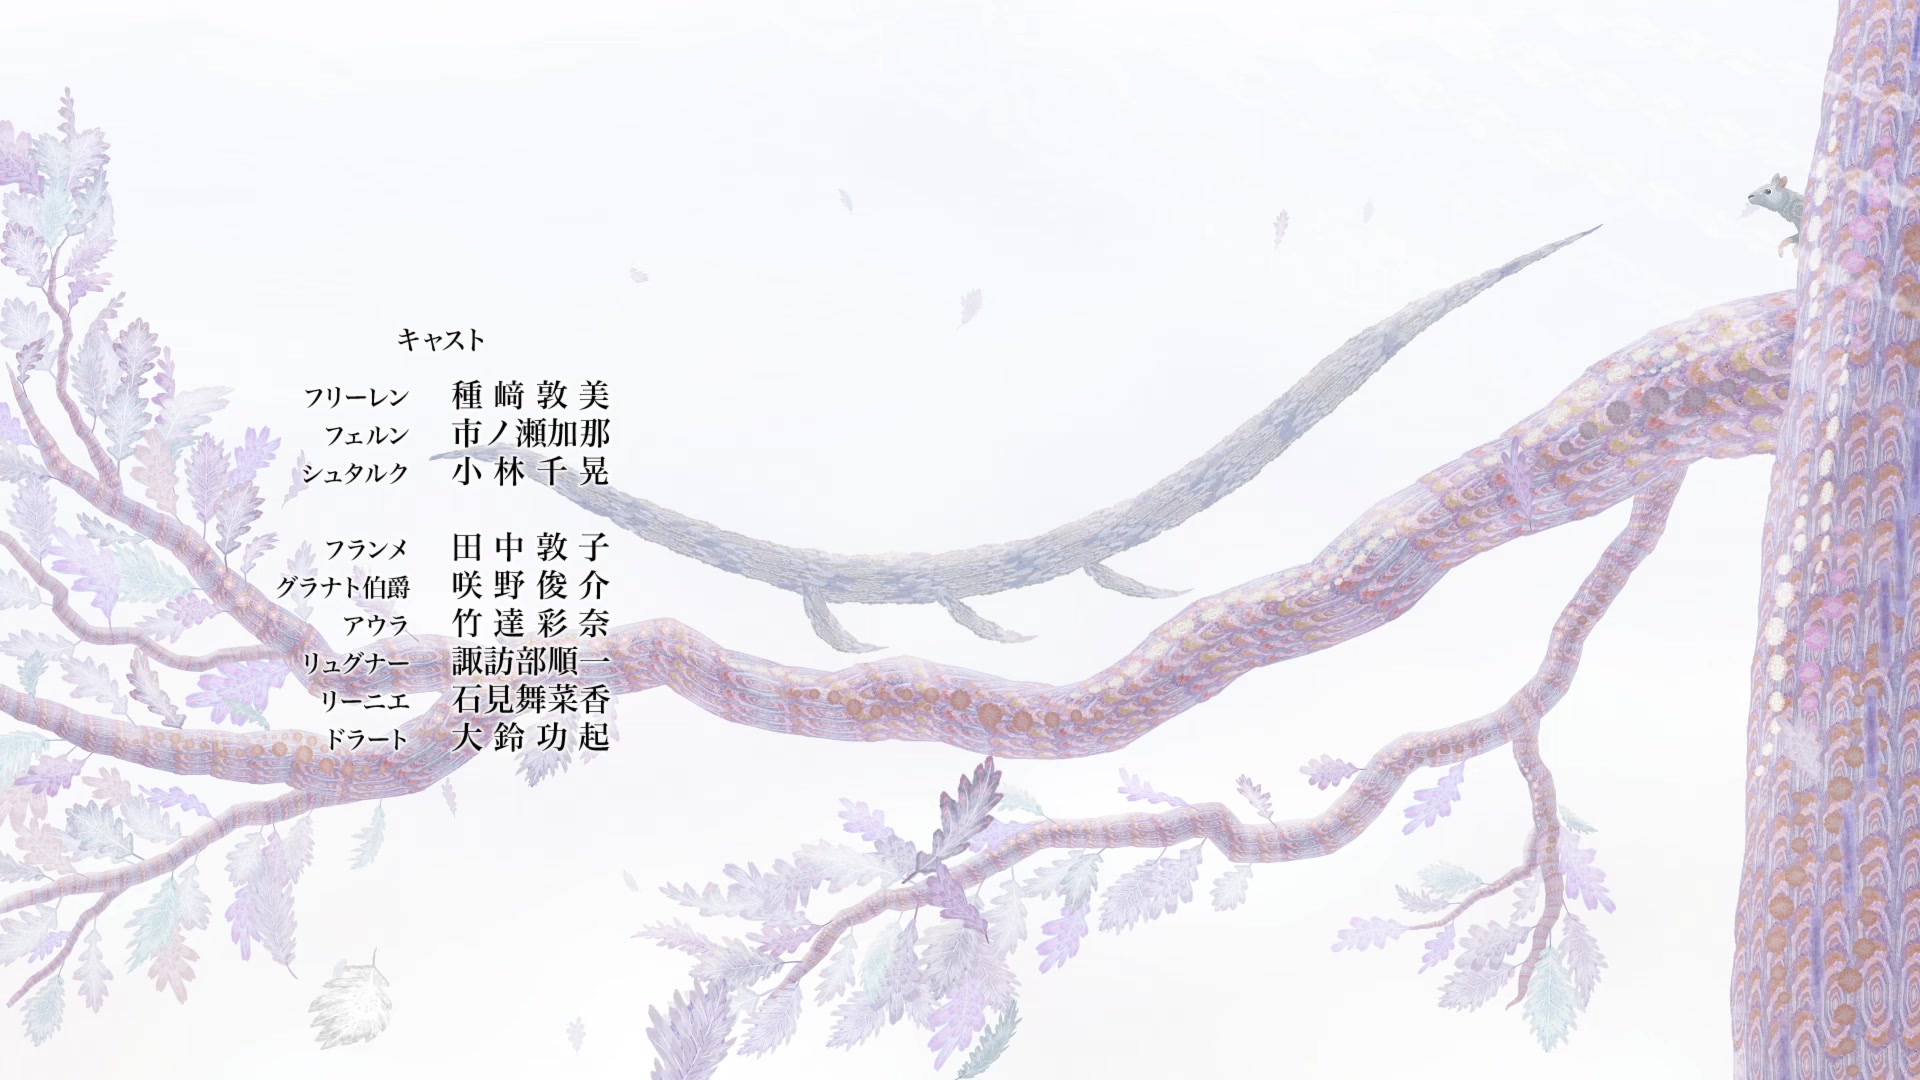 キャスト
フリーレン 種﨑敦美
フェルン 市ノ瀬加那
シュタルク 小林千晃
フランメ 田中敦子
グラナト伯爵 咲野俊介
アウラ 竹達彩奈
リュグナー 諏訪部順一
リーニエ 石見舞菜香
ドラート 大鈴功起